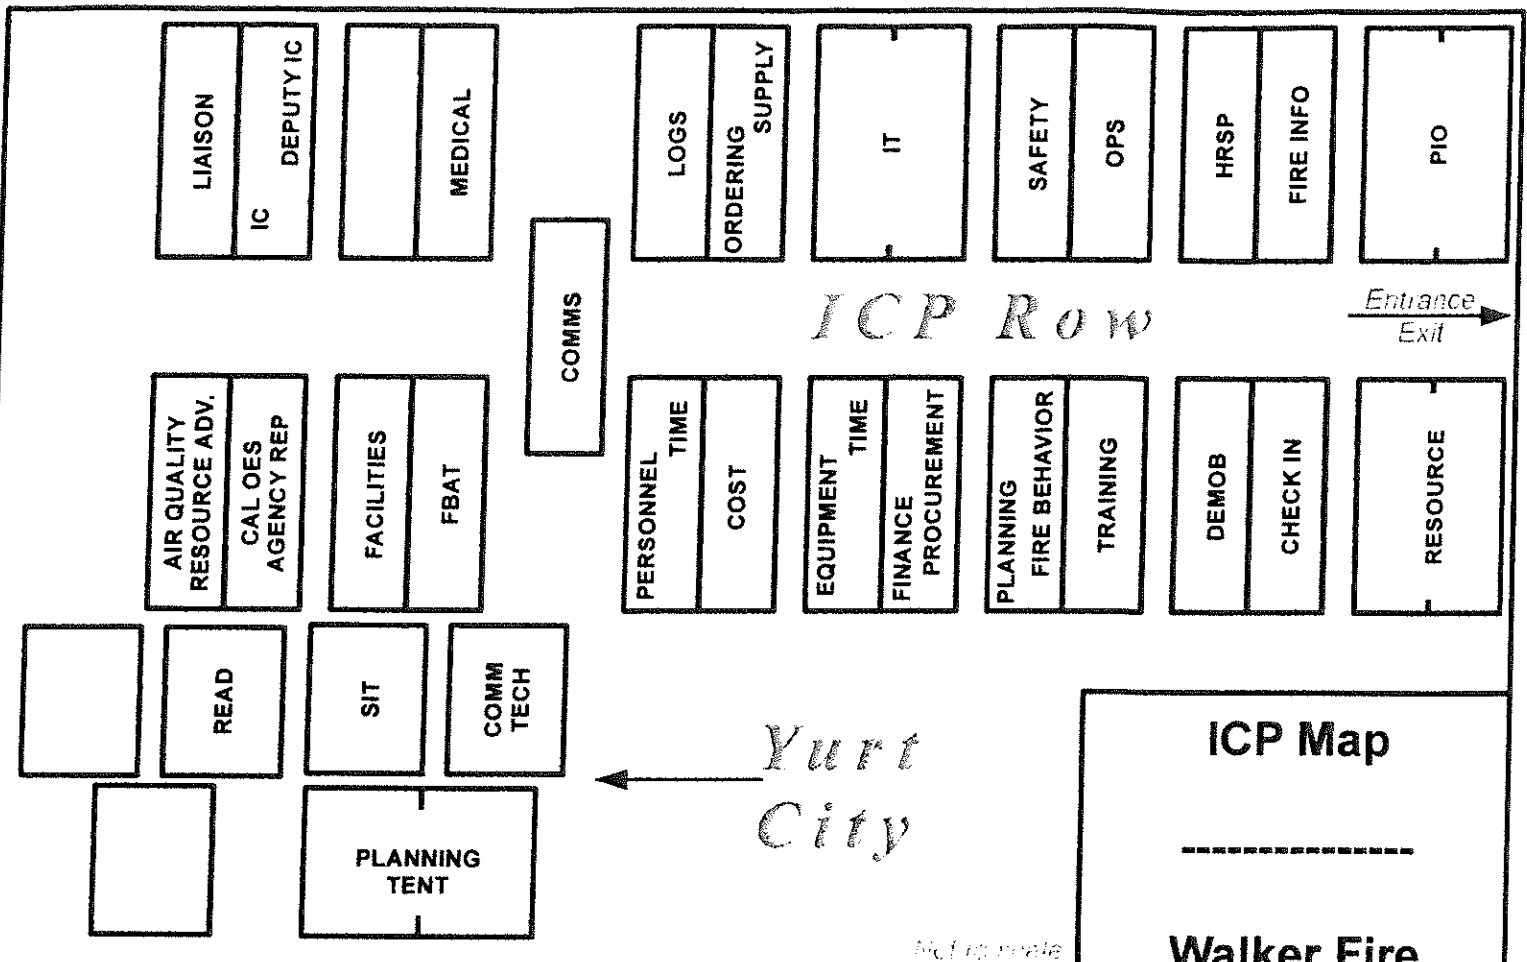 LIAISON
IC
DEPUTY IC
MEDICAL
LOGS
ORDERING
SUPPLY
IT
SAFETY
OPS
HRSP
FIRE INFO
PIO
COMMS
ICP Row
Entrance
Exit
AIR QUALITY
RESOURCE ADV.
CAL OES
AGENCY REP
FACILITIES
FBAT
PERSONNEL
TIME
COST
EQUIPMENT
TIME
FINANCE
PROCUREMENT
PLANNING
FIRE BEHAVIOR
TRAINING
DEMOB
CHECK IN
RESOURCE
READ
SIT
COMM
TECH
Yurt
City
PLANNING
TENT
Not to scale
ICP Map
---------------
Walker Fire